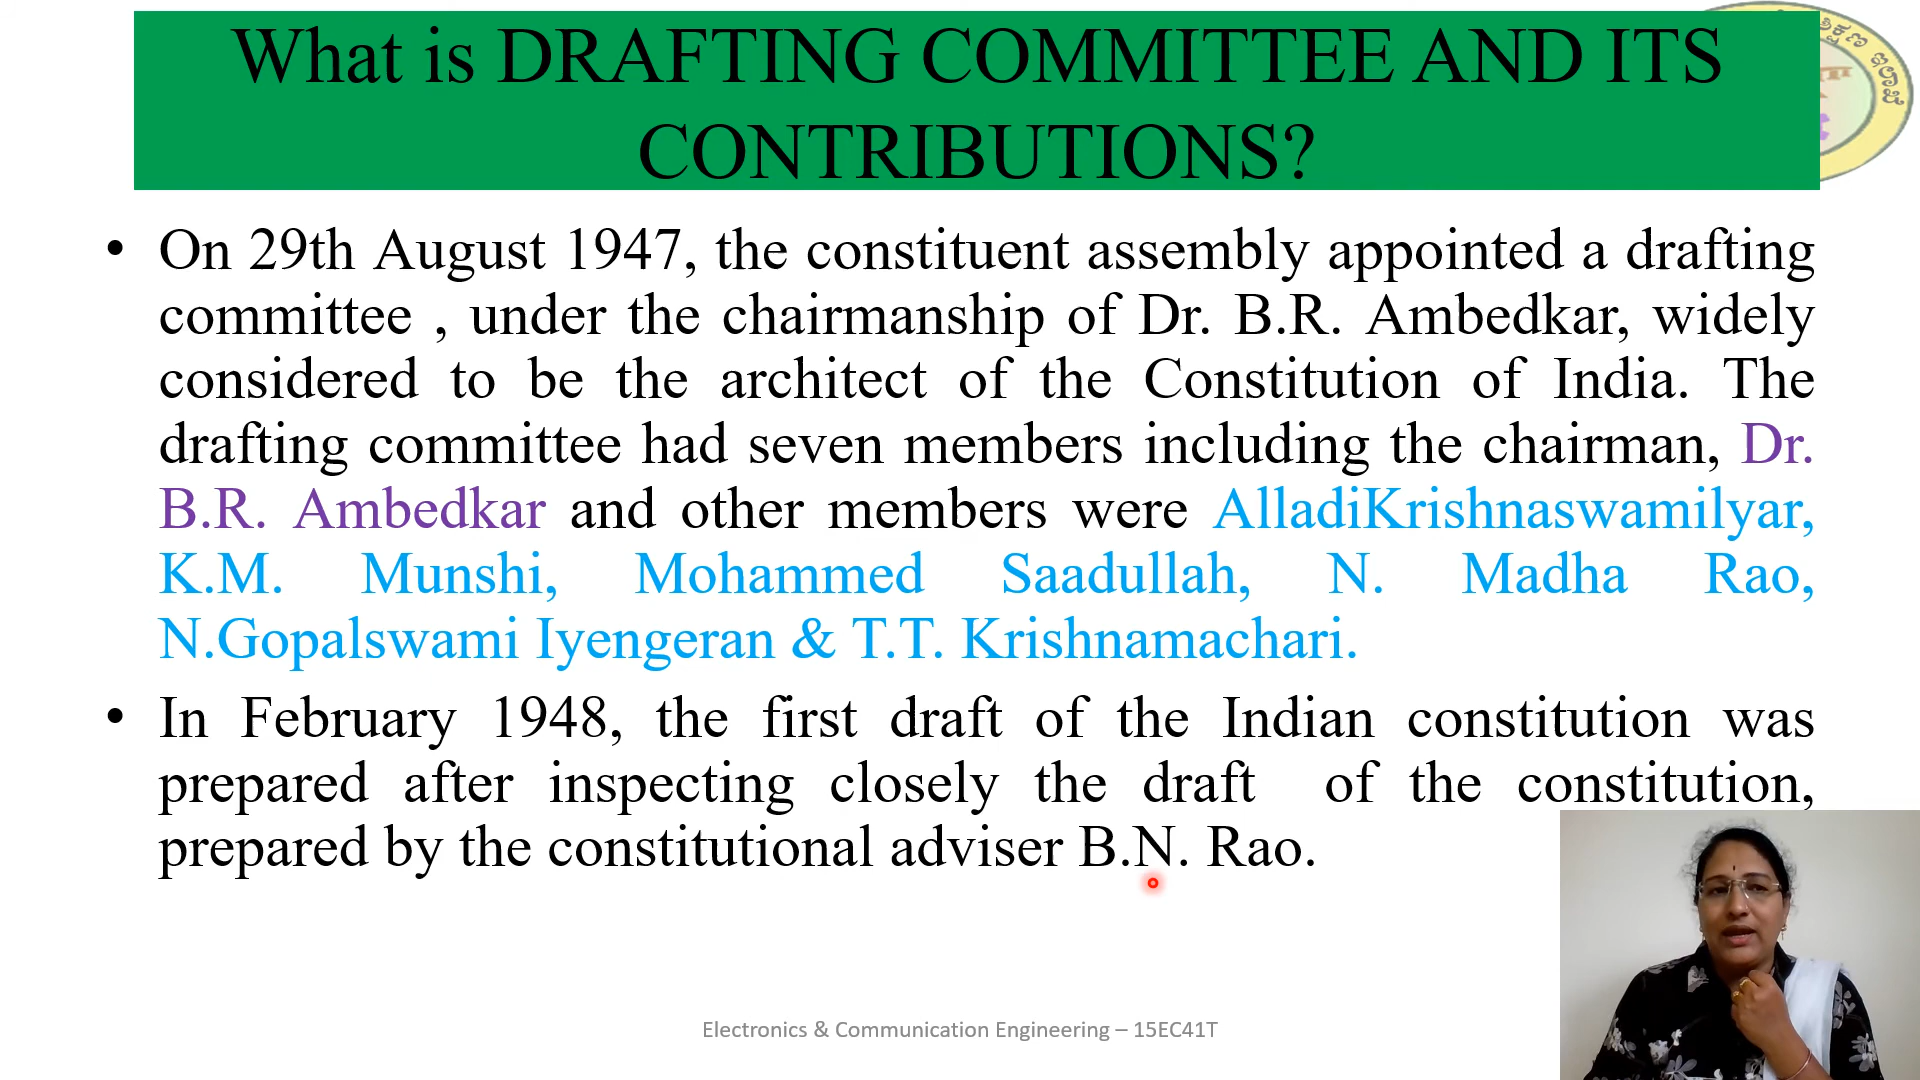 What is DRAFTING COMMITTEE AND ITS
CONTRIBUTIONS?
• On 29th August 1947, the constituent assembly appointed a drafting
committee , under the chairmanship of Dr. B.R. Ambedkar, widely
considered to be the architect of the Constitution of India. The
drafting committee had seven members including the chairman, Dr.
B.R. Ambedkar and other members were AlladiKrishnaswamilyar,
K.M. Munshi, Mohammed Saadullah, N. Madha Rao,
N.Gopalswami Iyengeran & T.T. Krishnamachari.
• In February 1948, the first draft of the Indian constitution was
prepared after inspecting closely the draft of the constitution,
prepared by the constitutional adviser B.N. Rao.
Electronics & Communication Engineering – 15EC41T